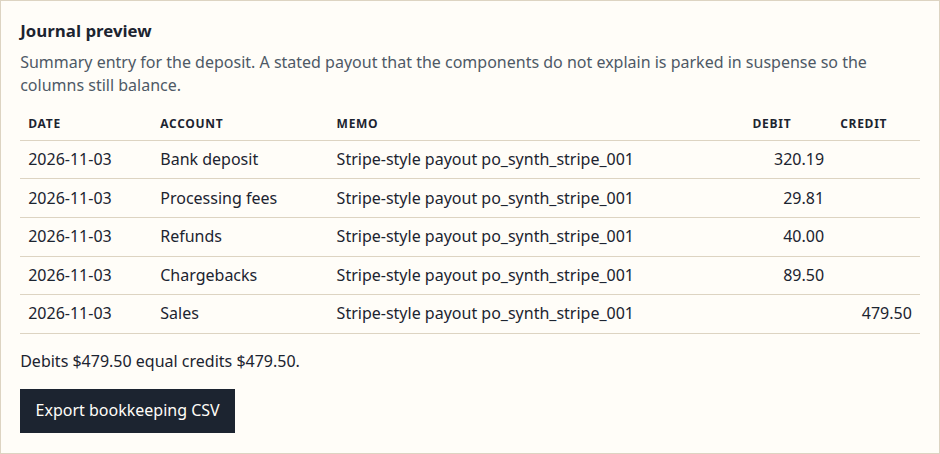 Journal preview
Summary entry for the deposit. A stated payout that the components do not explain is parked in suspense so the
columns still balance.
DATE ACCOUNT MEMO DEBIT CREDIT
2026-11-03 Bank deposit Stripe-style payout po_synth_stripe_001 320.19
2026-11-03 Processing fees Stripe-style payout po_synth_stripe_001 29.81
2026-11-03 Refunds Stripe-style payout po_synth_stripe_001 40.00
2026-11-03 Chargebacks Stripe-style payout po_synth_stripe_001 89.50
2026-11-03 Sales Stripe-style payout po_synth_stripe_001 479.50
Debits $479.50 equal credits $479.50.
Export bookkeeping CSV